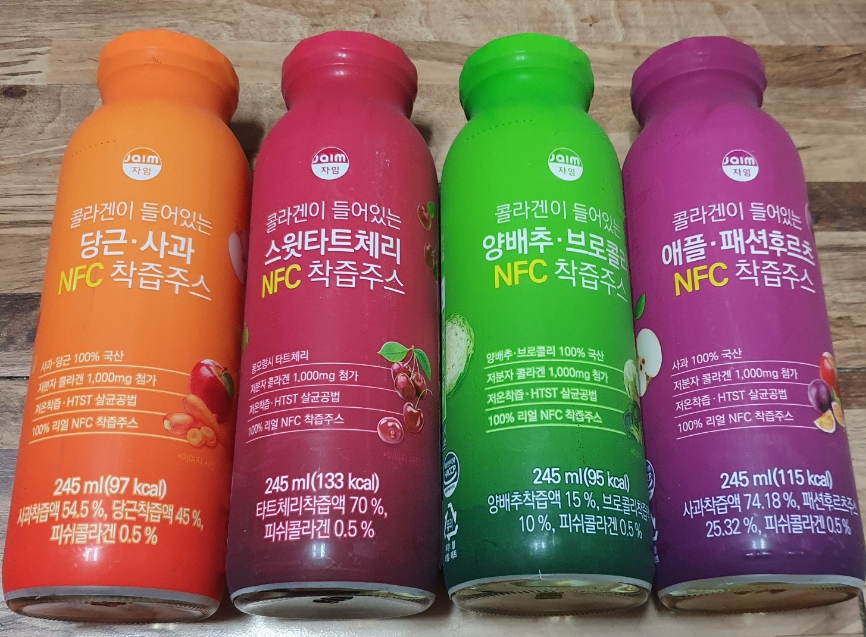 Jaim
자임
콜라겐이 들어있는
당근·사과
NFC 착즙주스
사과·당근 100% 국산
저분자 콜라겐 1,000mg 첨가
저온착즙·HTST 살균공법
100% 리얼 NFC 착즙주스
245 ml(97 kcal)
사과착즙액 54.5 %, 당근착즙액 45 %,
피쉬콜라겐 0.5 %
Jaim
자임
콜라겐이 들어있는
스윗타트체리
NFC 착즙주스
몽모랑시 타트체리
저분자 콜라겐 1,000mg 첨가
저온착즙·HTST 살균공법
100% 리얼 NFC 착즙주스
245 ml(133 kcal)
타트체리착즙액 70 %,
피쉬콜라겐 0.5 %
Jaim
자임
콜라겐이 들어있는
양배추·브로콜리
NFC 착즙주스
양배추·브로콜리 100% 국산
저분자 콜라겐 1,000mg 첨가
저온착즙·HTST 살균공법
100% 리얼 NFC 착즙주스
245 ml(95 kcal)
양배추착즙액 15 %, 브로콜리착즙액
10 %, 피쉬콜라겐 0.5 %
Jaim
자임
콜라겐이 들어있는
애플·패션후르츠
NFC 착즙주스
사과 100% 국산
저분자 콜라겐 1,000mg 첨가
저온착즙·HTST 살균공법
100% 리얼 NFC 착즙주스
245 ml(115 kcal)
사과착즙액 74.18 %, 패션후르츠주스
25.32 %, 피쉬콜라겐 0.5 %